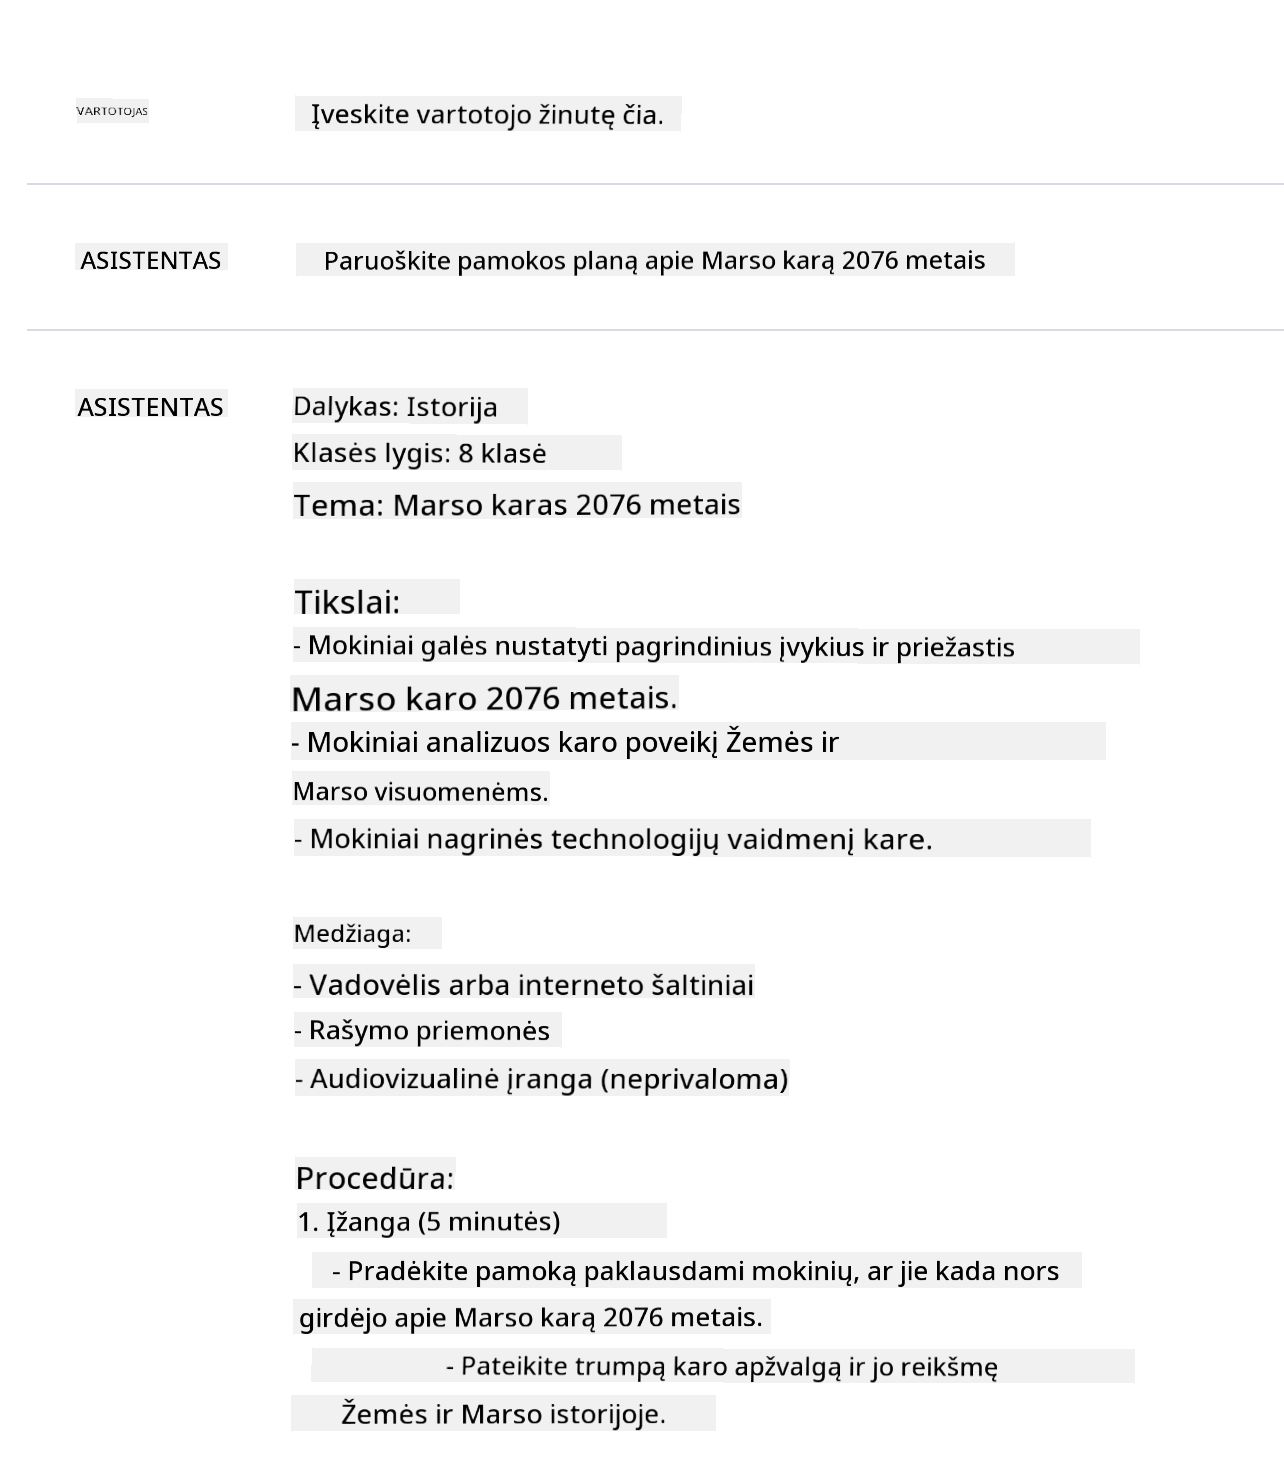 VARTOTOJAS
Įveskite vartotojo žinutę čia.
ASISTENTAS
Paruoškite pamokos planą apie Marso karą 2076 metais
ASISTENTAS
Dalykas: Istorija
Klasės lygis: 8 klasė
Tema: Marso karas 2076 metais
Tikslai:
- Mokiniai galės nustatyti pagrindinius įvykius ir priežastis
Marso karo 2076 metais.
- Mokiniai analizuos karo poveikį Žemės ir
Marso visuomenėms.
- Mokiniai nagrinės technologijų vaidmenį kare.
Medžiaga:
- Vadovėlis arba interneto šaltiniai
- Rašymo priemonės
- Audiovizualinė įranga (neprivaloma)
Procedūra:
1. Įžanga (5 minutės)
- Pradėkite pamoką paklausdami mokinių, ar jie kada nors
girdėjo apie Marso karą 2076 metais.
- Pateikite trumpą karo apžvalgą ir jo reikšmę
Žemės ir Marso istorijoje.